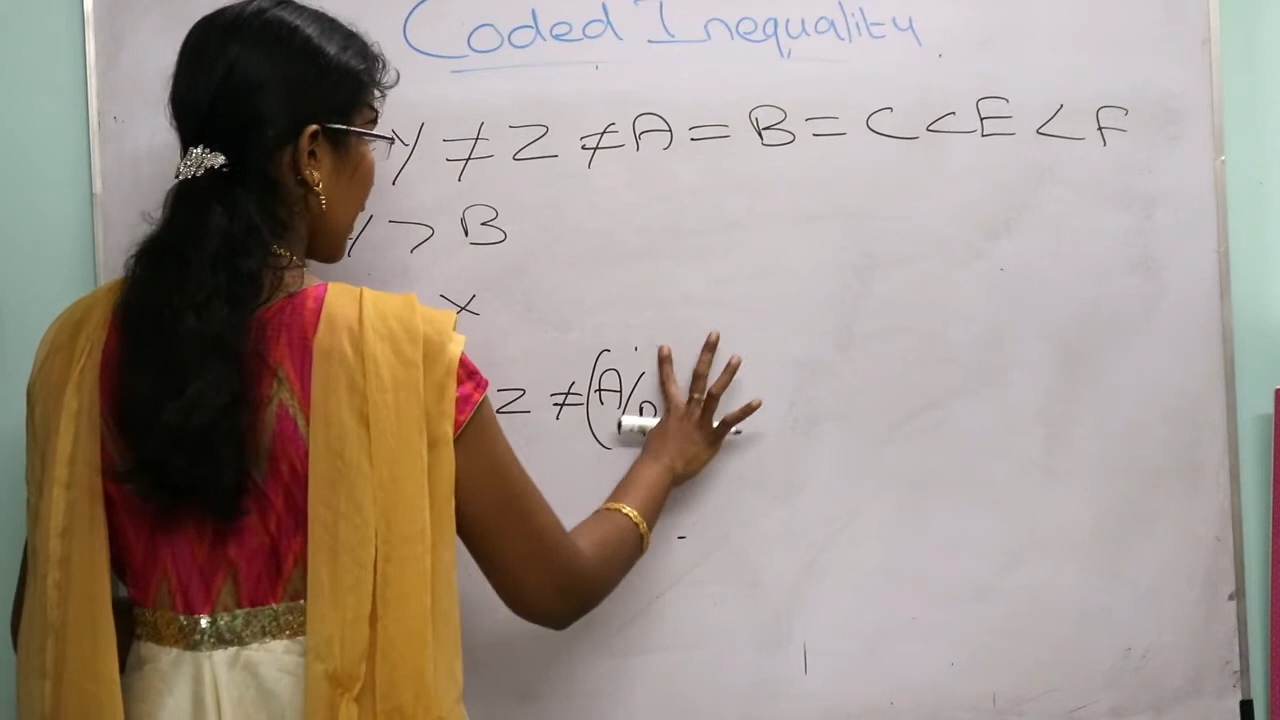 Coded Inequality
Y ≠ Z ≠ A = B = C < E < F
Y > B
×
Z ≠ (A/